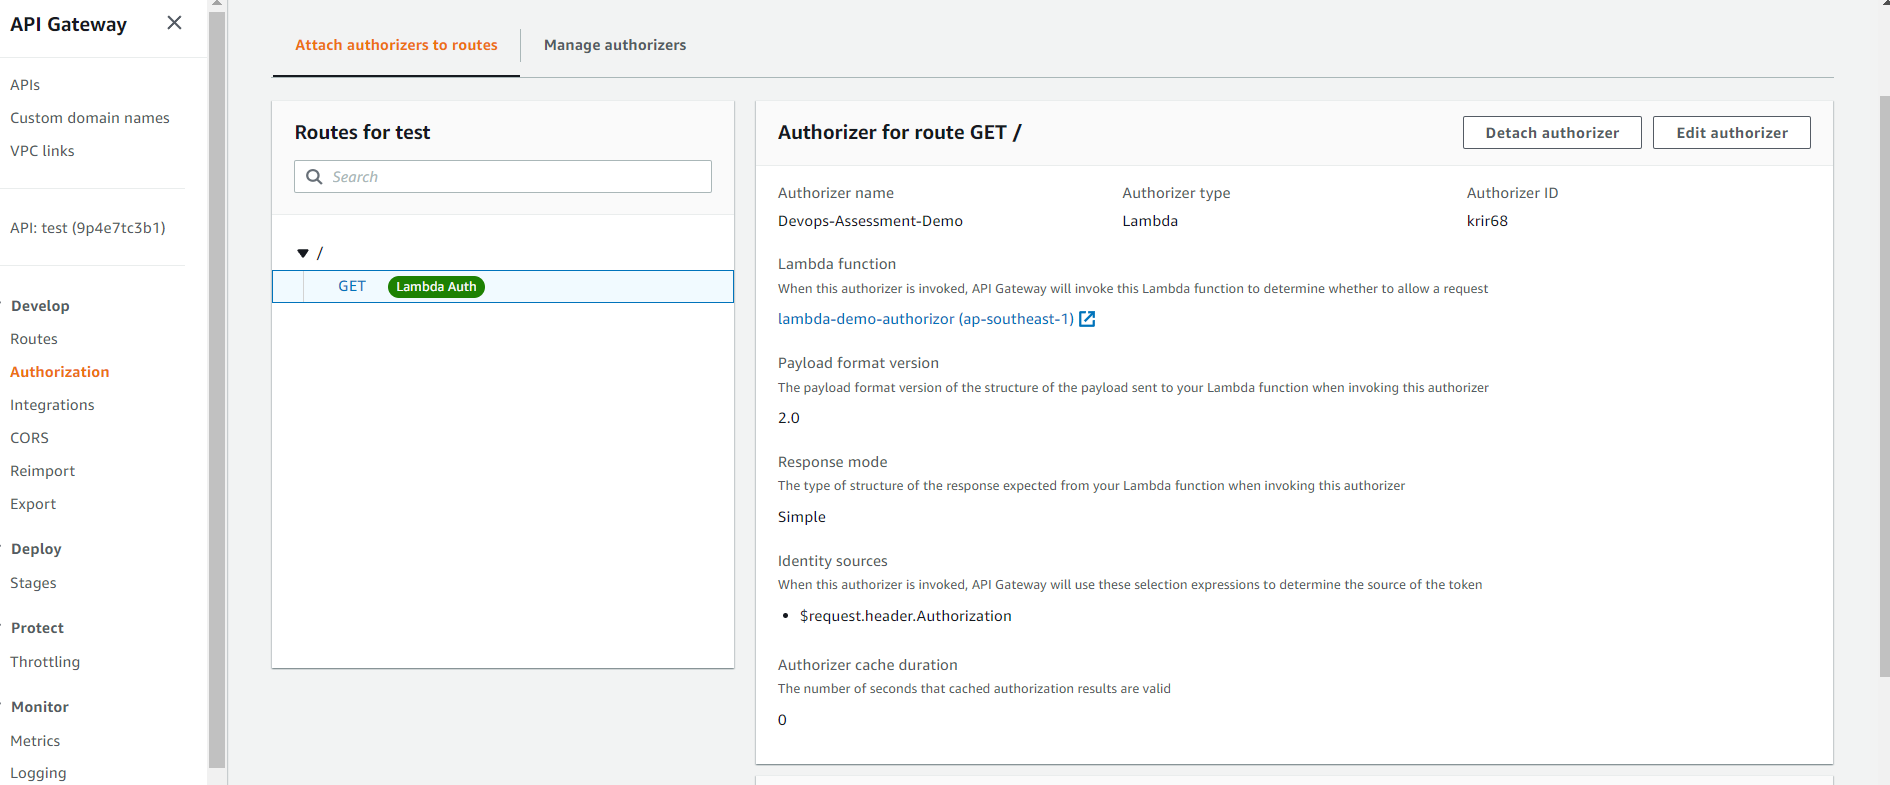 API Gateway
APIs
Custom domain names
VPC links
API: test (9p4e7tc3b1)
Develop
Routes
Authorization
Integrations
CORS
Reimport
Export
Deploy
Stages
Protect
Throttling
Monitor
Metrics
Logging
Attach authorizers to routes
Manage authorizers
Routes for test
Search
/
GET Lambda Auth
Authorizer for route GET /
Detach authorizer
Edit authorizer
Authorizer name
Devops-Assessment-Demo
Authorizer type
Lambda
Authorizer ID
krir68
Lambda function
When this authorizer is invoked, API Gateway will invoke this Lambda function to determine whether to allow a request
lambda-demo-authorizor (ap-southeast-1)
Payload format version
The payload format version of the structure of the payload sent to your Lambda function when invoking this authorizer
2.0
Response mode
The type of structure of the response expected from your Lambda function when invoking this authorizer
Simple
Identity sources
When this authorizer is invoked, API Gateway will use these selection expressions to determine the source of the token
• $request.header.Authorization
Authorizer cache duration
The number of seconds that cached authorization results are valid
0